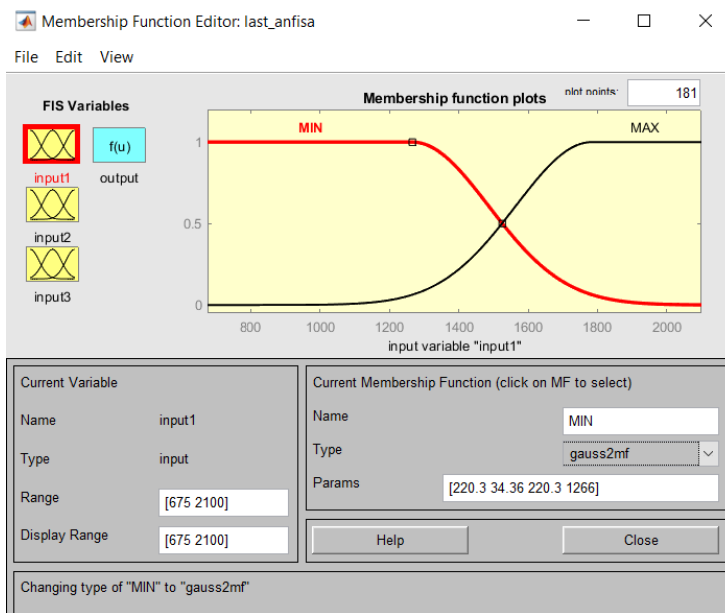 Membership Function Editor: last_anfisa
File Edit View
FIS Variables
f(u)
input1 output
input2
input3
Membership function plots plot points: 181
MIN MAX
1
0.5
0
800 1000 1200 1400 1600 1800 2000
input variable "input1"
Current Variable
Name input1
Type input
Range [675 2100]
Display Range [675 2100]
Current Membership Function (click on MF to select)
Name MIN
Type gauss2mf
Params [220.3 34.36 220.3 1266]
Help Close
Changing type of "MIN" to "gauss2mf"